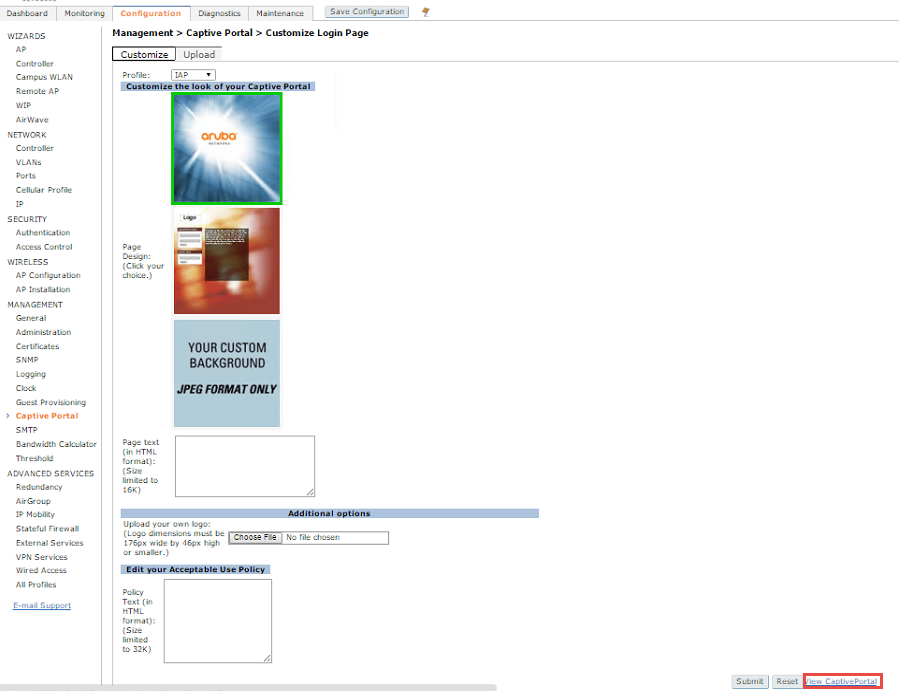 Dashboard Monitoring Configuration Diagnostics Maintenance Save Configuration
WIZARDS
AP
Controller
Campus WLAN
Remote AP
WIP
AirWave
NETWORK
Controller
VLANs
Ports
Cellular Profile
IP
SECURITY
Authentication
Access Control
WIRELESS
AP Configuration
AP Installation
MANAGEMENT
General
Administration
Certificates
SNMP
Logging
Clock
Guest Provisioning
Captive Portal
SMTP
Bandwidth Calculator
Threshold
ADVANCED SERVICES
Redundancy
AirGroup
IP Mobility
Stateful Firewall
External Services
VPN Services
Wired Access
All Profiles
E-mail Support
Management > Captive Portal > Customize Login Page
Customize Upload
Profile: IAP
Customize the look of your Captive Portal
aruba
NETWORKS
Logo
Page
Design:
(Click your
choice.)
YOUR CUSTOM
BACKGROUND
JPEG FORMAT ONLY
Page text
(in HTML
format):
(Size
limited to
16K)
Additional options
Upload your own logo:
(Logo dimensions must be
176px wide by 46px high
or smaller.)
Choose File No file chosen
Edit your Acceptable Use Policy
Policy
Text (in
HTML
format):
(Size
limited
to 32K)
Submit Reset View CaptivePortal